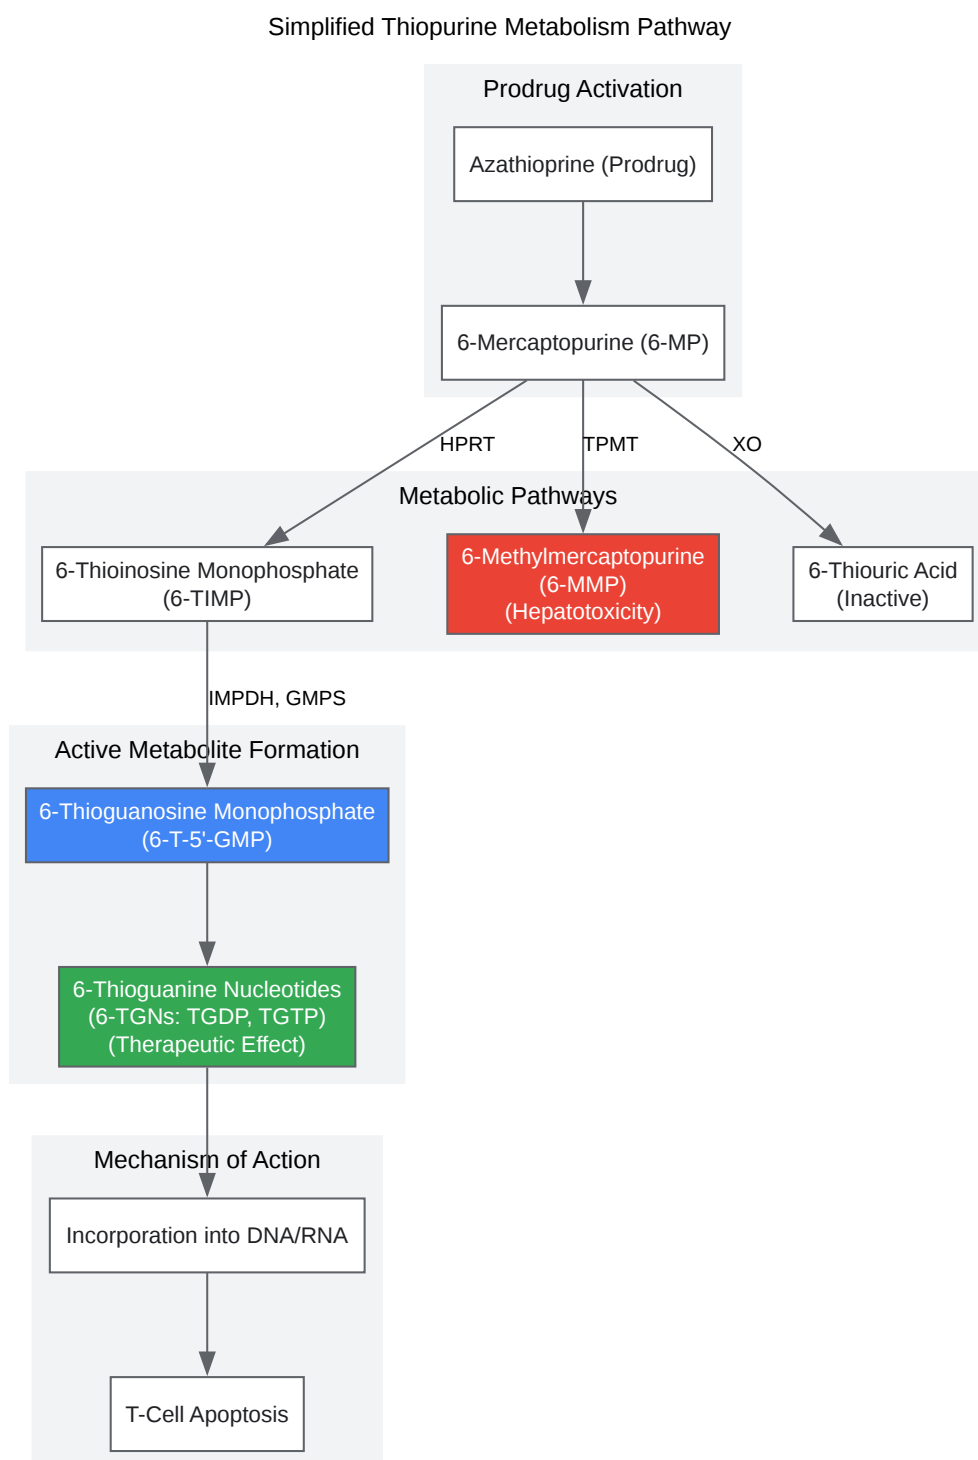 Simplified Thiopurine Metabolism Pathway
Prodrug Activation
Azathioprine (Prodrug)
6-Mercaptopurine (6-MP)
HPRT
TPMT
XO
Metabolic Pathways
6-Thioinosine Monophosphate
(6-TIMP)
6-Methylmercaptopurine
(6-MMP)
(Hepatotoxicity)
6-Thiouric Acid
(Inactive)
IMPDH, GMPS
Active Metabolite Formation
6-Thioguanosine Monophosphate
(6-T-5'-GMP)
6-Thioguanine Nucleotides
(6-TGNs: TGDP, TGTP)
(Therapeutic Effect)
Mechanism of Action
Incorporation into DNA/RNA
T-Cell Apoptosis